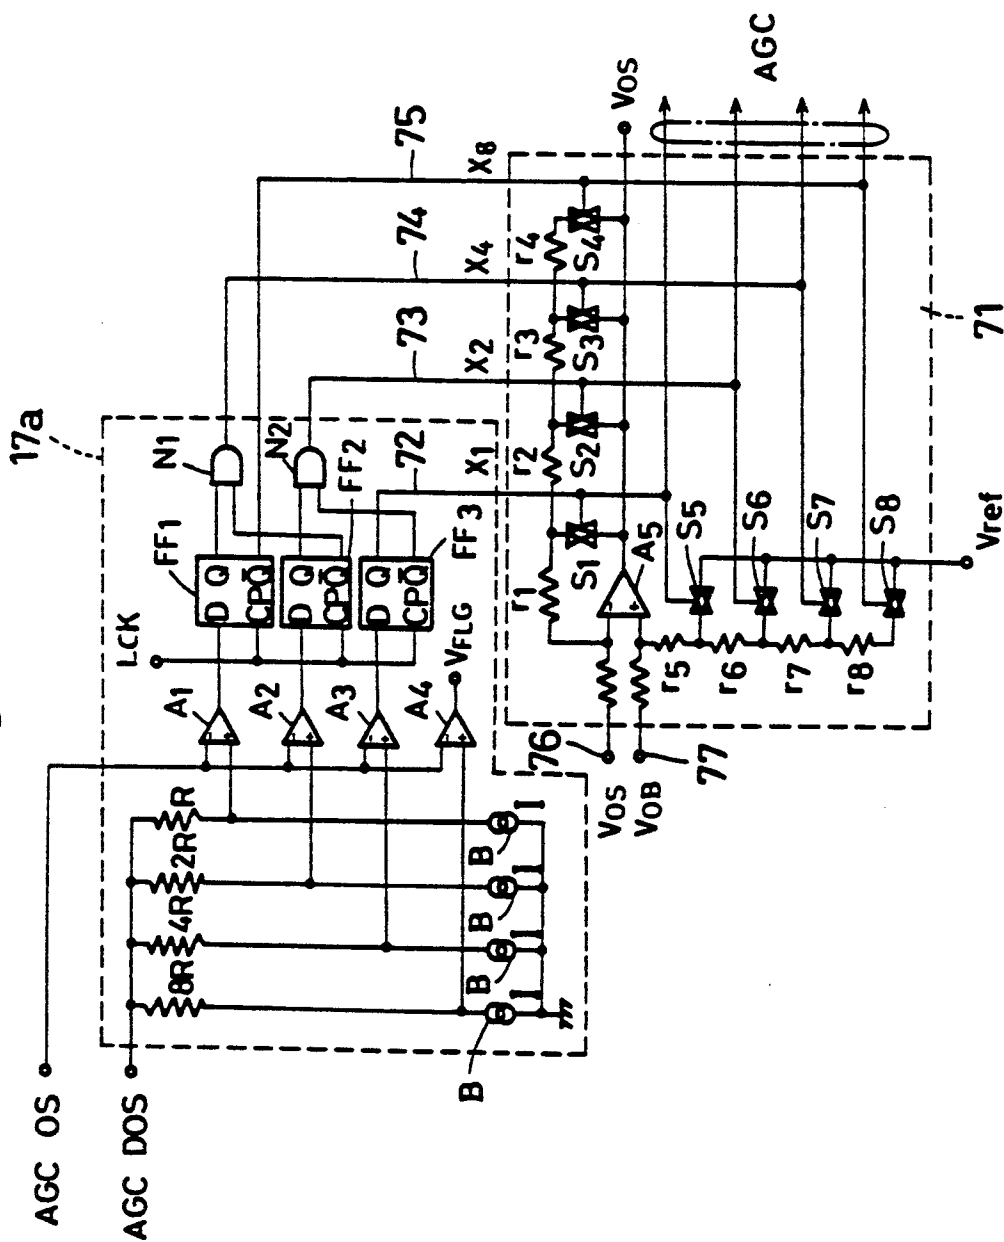 AGC OS
AGC DOS
17a
LCK
8R
4R
2R
R
A1
A2
A3
A4
VFLG
B
B
B
B
I
I
I
I
FF1
D Q
CP Q̅
FF2
D Q
CP Q̅
FF3
D Q
CP Q̅
N1
N2
72
73
74
75
X1
X2
X4
X8
76
77
VOS
VOB
r1
r2
r3
r4
S1
S2
S3
S4
A5
VOS
AGC
r5
r6
r7
r8
S5
S6
S7
S8
Vref
71